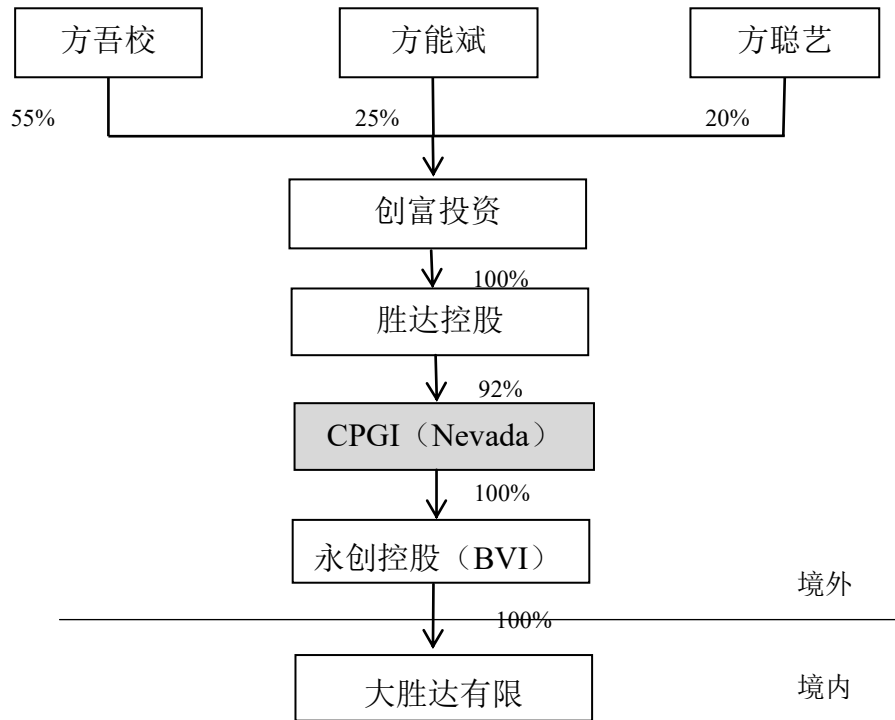 方吾校 方能斌 方聪艺
55% 25% 20%
创富投资
100%
胜达控股
92%
CPGI（Nevada）
100%
永创控股（BVI）
境外
100%
大胜达有限
境内